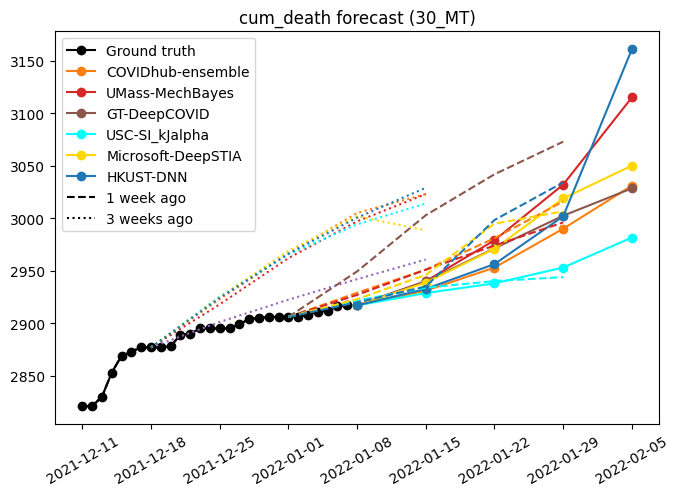 cum_death forecast (30_MT)
Ground truth
COVIDhub-ensemble
UMass-MechBayes
GT-DeepCOVID
USC-SI_kJalpha
Microsoft-DeepSTIA
HKUST-DNN
1 week ago
3 weeks ago
3150
3100
3050
3000
2950
2900
2850
2021-12-11
2021-12-18
2021-12-25
2022-01-01
2022-01-08
2022-01-15
2022-01-22
2022-01-29
2022-02-05